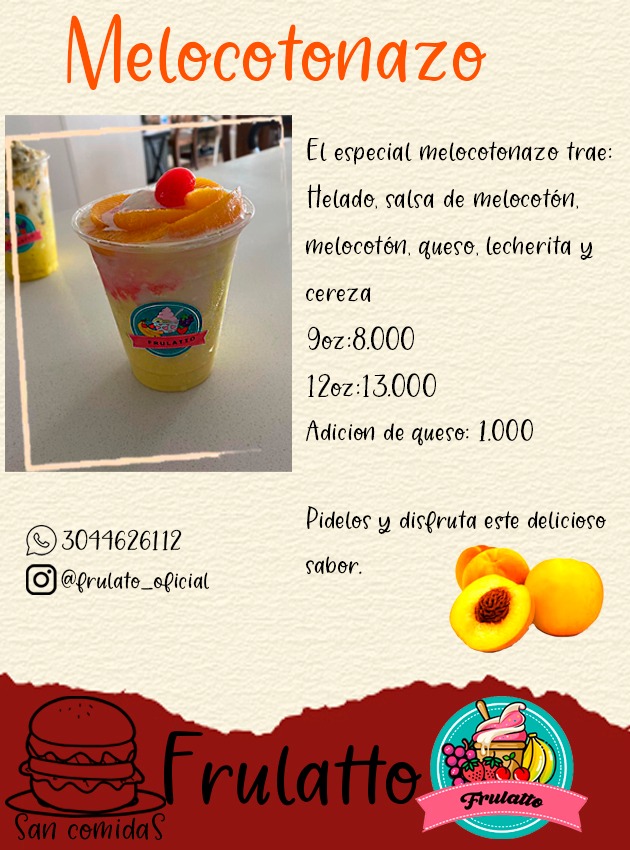 Melocotonazo
El especial melocotonazo trae:
Helado, salsa de melocotón,
melocotón, queso, lecherita y
cereza
9oz:8.000
12oz:13.000
Adicion de queso: 1.000
Pidelos y disfruta este delicioso
sabor.
FRULATTO
3044626112
@frulato_oficial
San comidaS
Frulatto
Frulatto